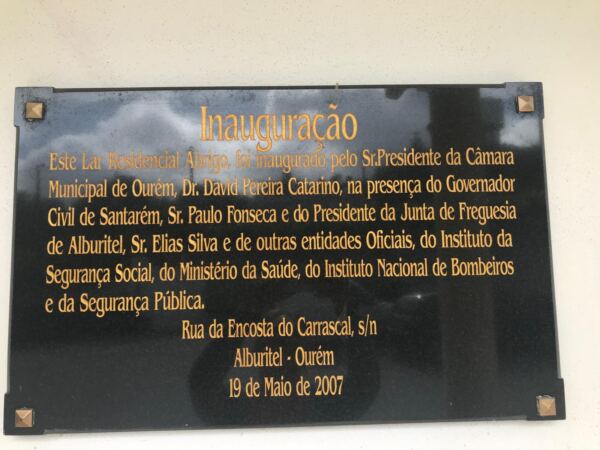 Inauguração
Este Lar Residencial Abrigo, foi inaugurado pelo Sr.Presidente da Câmara
Municipal de Ourém, Dr. David Pereira Catarino, na presença do Governador
Civil de Santarém, Sr. Paulo Fonseca e do Presidente da Junta de Freguesia
de Alburitel, Sr. Elias Silva e de outras entidades Oficiais, do Instituto da
Segurança Social, do Ministério da Saúde, do Instituto Nacional de Bombeiros
e da Segurança Pública.
Rua da Encosta do Carrascal, s/n
Alburitel - Ourém
19 de Maio de 2007